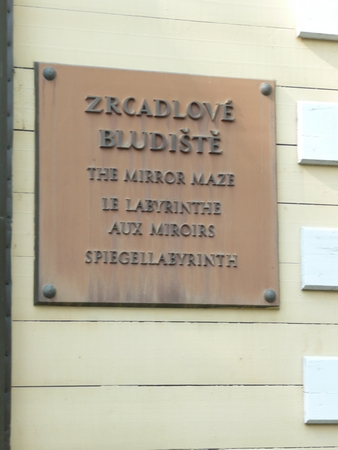 ZRCADLOVÉ
BLUDIŠTĚ
THE MIRROR MAZE
LE LABYRINTHE
AUX MIROIRS
SPIEGELLABYRINTH